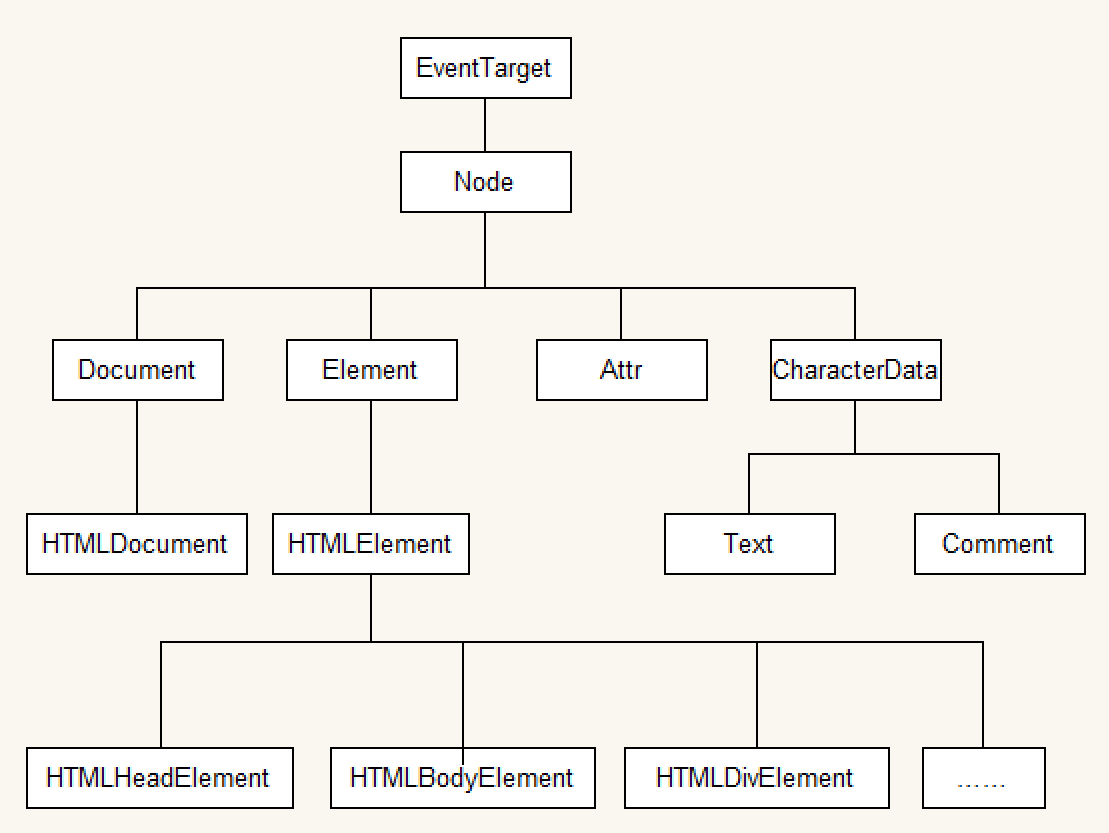 EventTarget
Node
Document
Element
Attr
CharacterData
HTMLDocument
HTMLElement
Text
Comment
HTMLHeadElement
HTMLBodyElement
HTMLDivElement
……